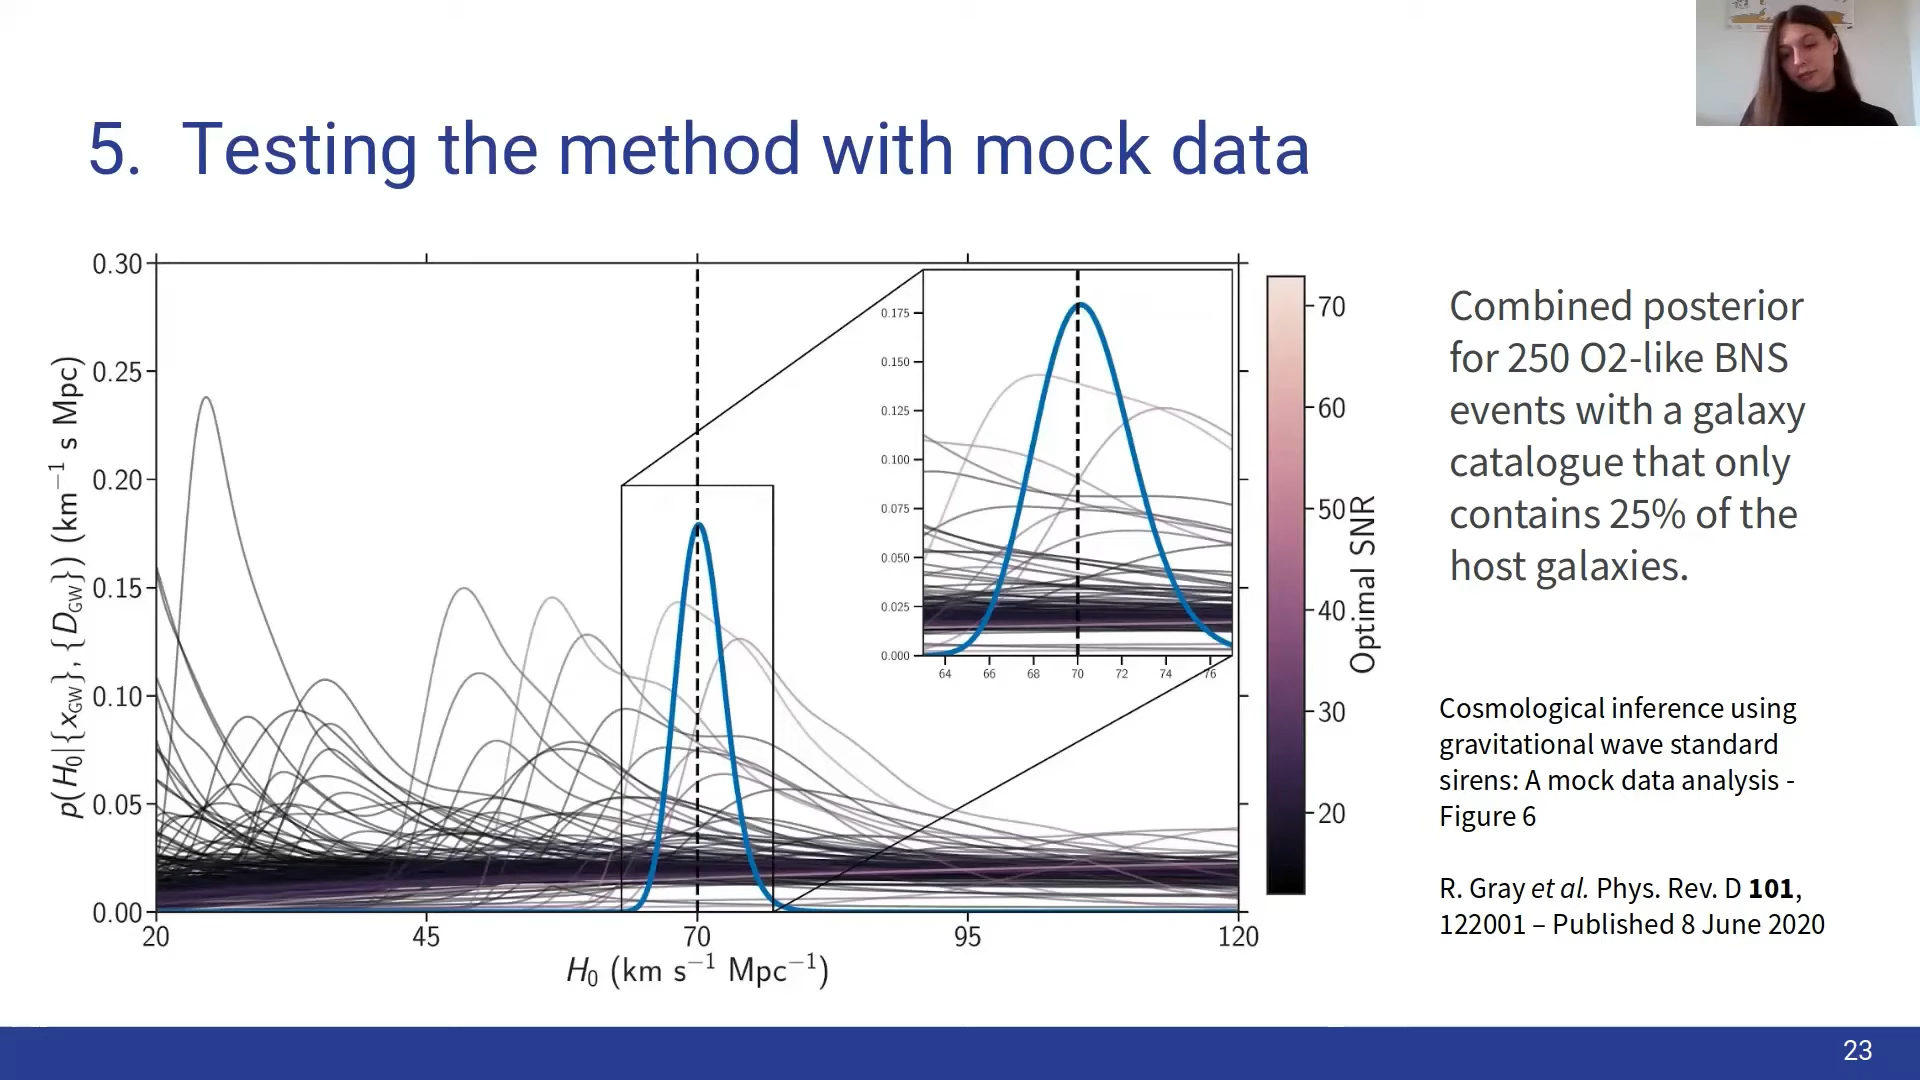 5. Testing the method with mock data
0.30
0.25
0.20
0.15
0.10
0.05
0.00
p(H₀|{x_GW}, {D_GW}) (km⁻¹ s Mpc)
20
45
70
95
120
H₀ (km s⁻¹ Mpc⁻¹)
0.175
0.150
0.125
0.100
0.075
0.050
0.025
0.000
64
66
68
70
72
74
76
70
60
50
40
30
20
Optimal SNR
Combined posterior
for 250 O2-like BNS
events with a galaxy
catalogue that only
contains 25% of the
host galaxies.
Cosmological inference using
gravitational wave standard
sirens: A mock data analysis -
Figure 6
R. Gray et al. Phys. Rev. D 101,
122001 – Published 8 June 2020
23